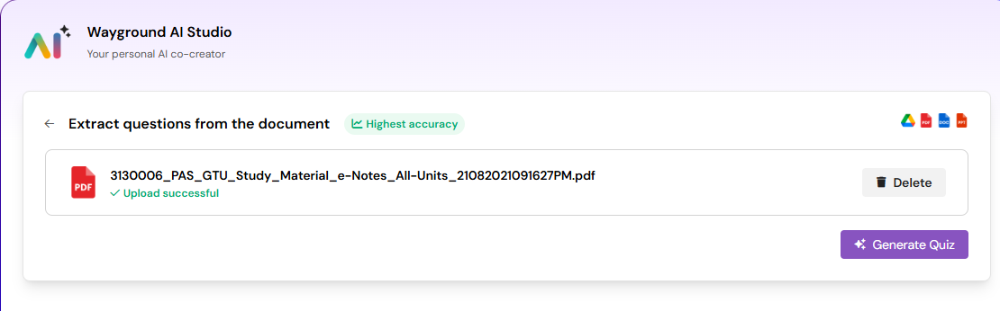 AI
Wayground AI Studio
Your personal AI co-creator
← Extract questions from the document
Highest accuracy
PDF
DOC
PPT
PDF
3130006_PAS_GTU_Study_Material_e-Notes_All-Units_21082021091627PM.pdf
Upload successful
Delete
Generate Quiz